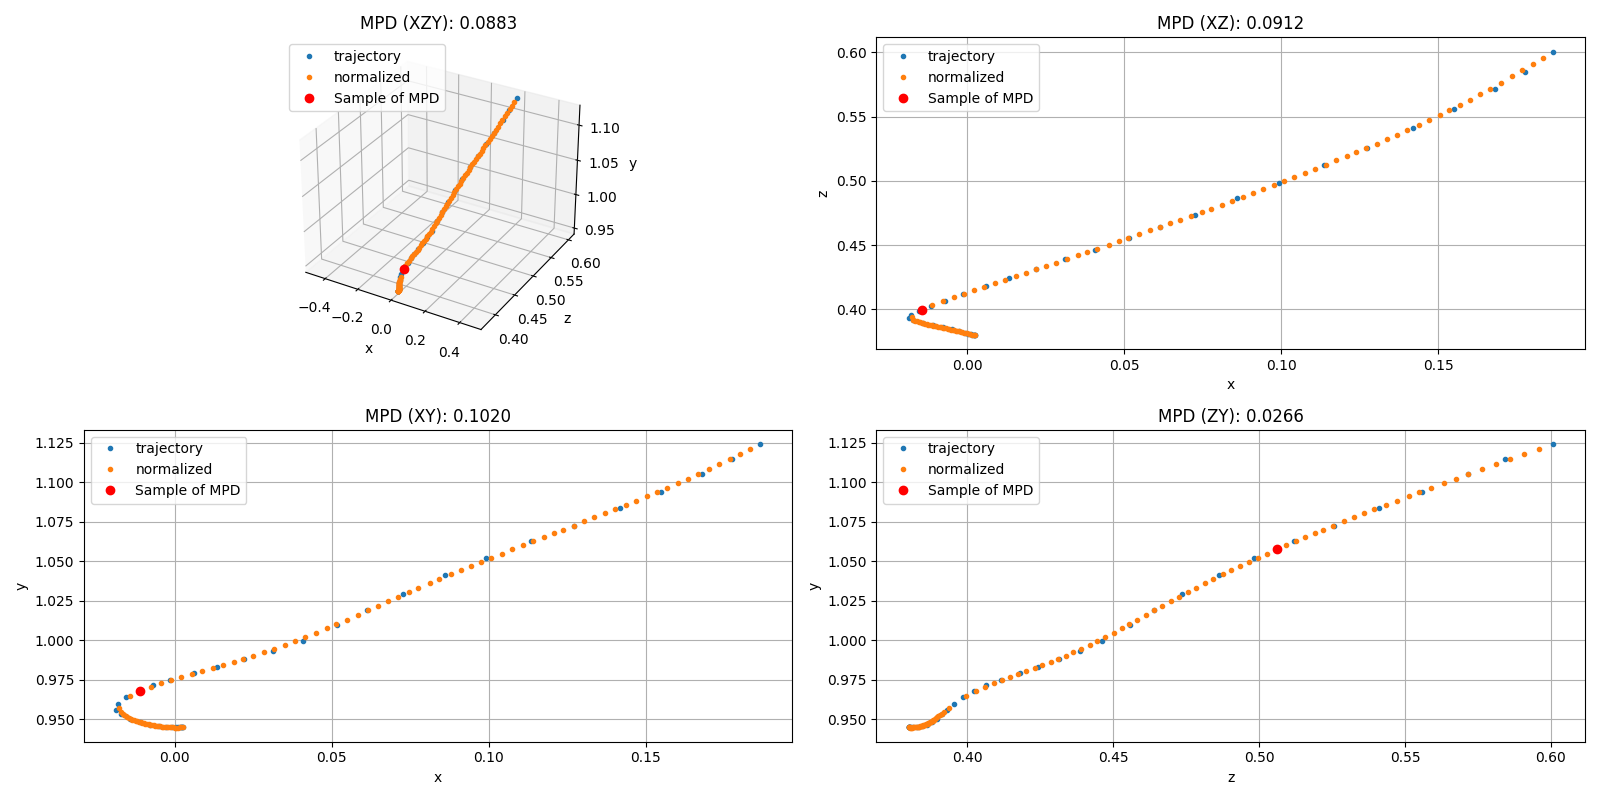 MPD (XZY): 0.0883
trajectory
normalized
Sample of MPD
1.10
1.05
1.00
0.95
y
−0.4
−0.2
0.0
0.2
0.4
x
0.40
0.45
0.50
0.55
0.60
z
MPD (XZ): 0.0912
trajectory
normalized
Sample of MPD
0.60
0.55
0.50
0.45
0.40
z
0.00 0.05 0.10 0.15
x
MPD (XY): 0.1020
trajectory
normalized
Sample of MPD
1.125
1.100
1.075
1.050
1.025
1.000
0.975
0.950
y
0.00 0.05 0.10 0.15
x
MPD (ZY): 0.0266
trajectory
normalized
Sample of MPD
1.125
1.100
1.075
1.050
1.025
1.000
0.975
0.950
y
0.40 0.45 0.50 0.55 0.60
z